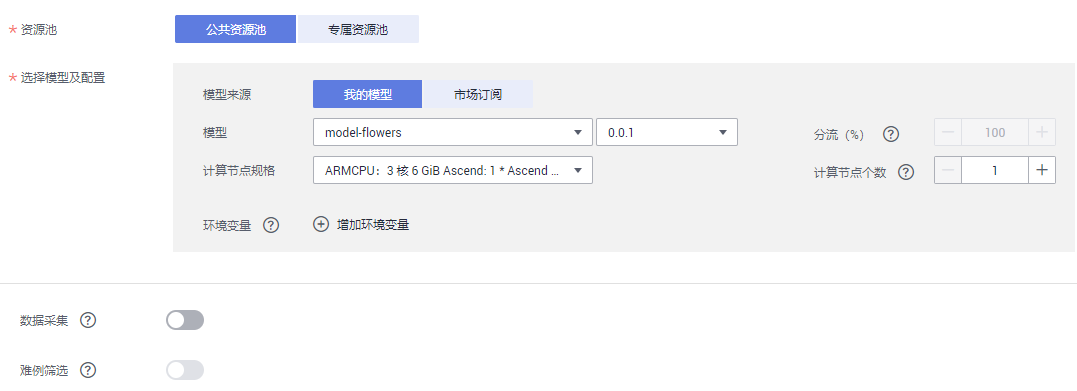 * 资源池 公共资源池 专属资源池
* 选择模型及配置
模型来源 我的模型 市场订阅
模型 model-flowers 0.0.1 分流（%） ? 100
计算节点规格 ARMCPU：3 核 6 GiB Ascend: 1 * Ascend ... 计算节点个数 ? 1
环境变量 ? 增加环境变量
数据采集 ?
难例筛选 ?